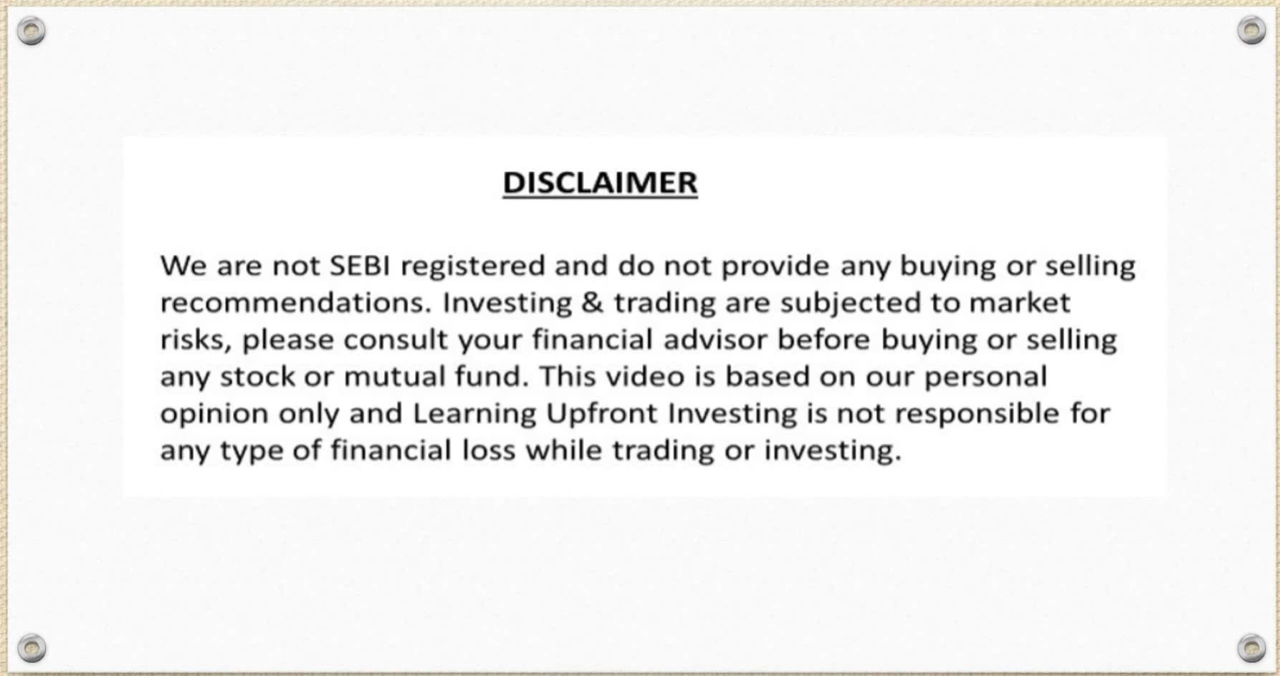 DISCLAIMER
We are not SEBI registered and do not provide any buying or selling
recommendations. Investing & trading are subjected to market
risks, please consult your financial advisor before buying or selling
any stock or mutual fund. This video is based on our personal
opinion only and Learning Upfront Investing is not responsible for
any type of financial loss while trading or investing.